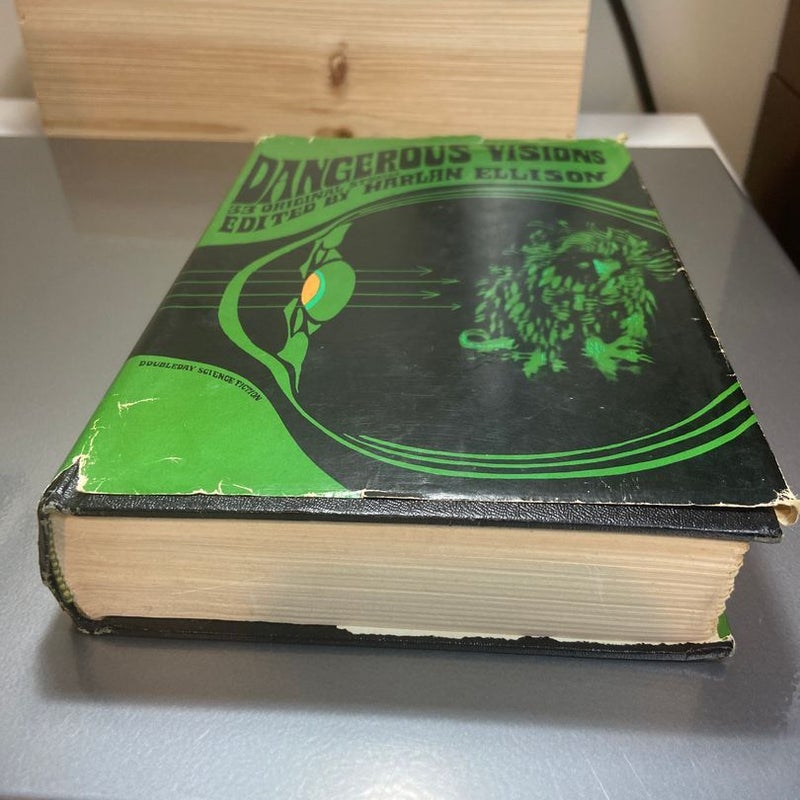 DANGEROUS VISIONS
33 ORIGINAL STORIES
EDITED BY HARLAN ELLISON
DOUBLEDAY SCIENCE FICTION